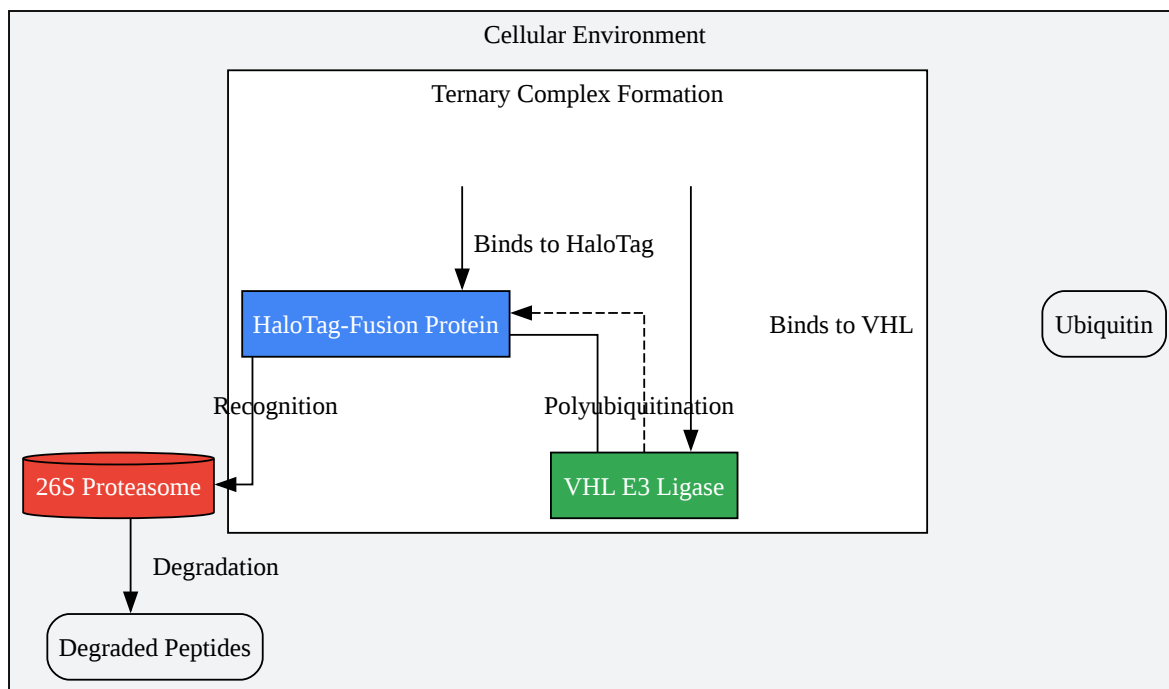 Cellular Environment
Ternary Complex Formation
Binds to HaloTag
HaloTag-Fusion Protein
Binds to VHL
Ubiquitin
Recognition
Polyubiquitination
26S Proteasome
VHL E3 Ligase
Degradation
Degraded Peptides